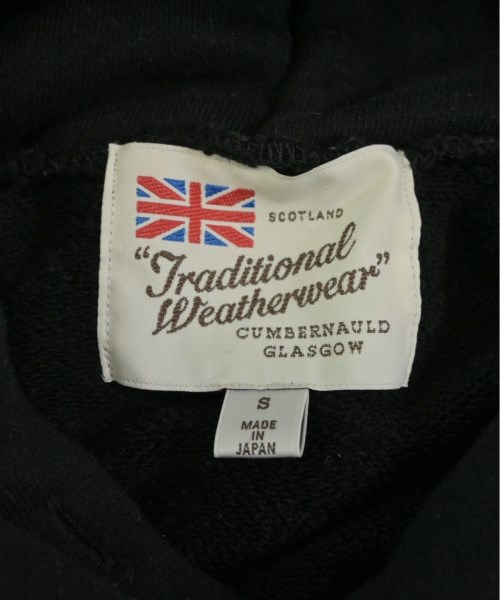 SCOTLAND
"Traditional
Weatherwear"
CUMBERNAULD
GLASGOW
S
MADE
IN
JAPAN